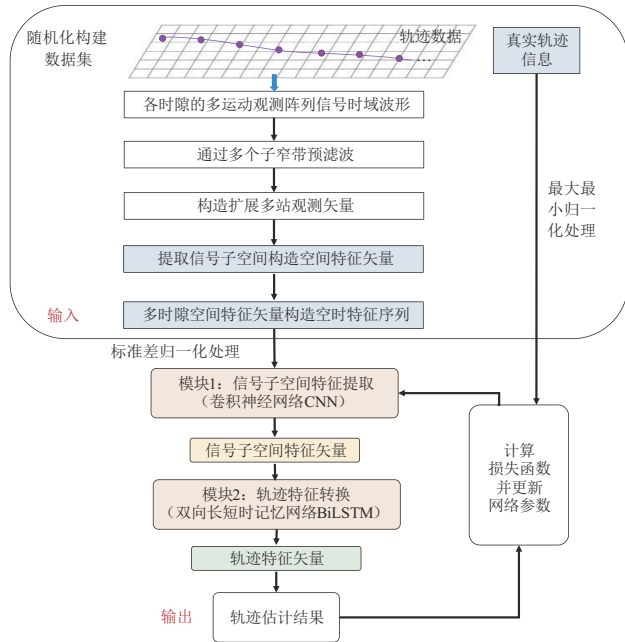 随机化构建
数据集
轨迹数据
…
真实轨迹
信息
各时隙的多运动观测阵列信号时域波形
通过多个子窄带预滤波
构造扩展多站观测矢量
提取信号子空间构造空间特征矢量
输入
多时隙空间特征矢量构造空时特征序列
最大最
小归一
化处理
标准差归一化处理
模块1：信号子空间特征提取
（卷积神经网络CNN）
信号子空间特征矢量
模块2：轨迹特征转换
（双向长短时记忆网络BiLSTM）
轨迹特征矢量
计算
损失函数
并更新
网络参数
输出
轨迹估计结果